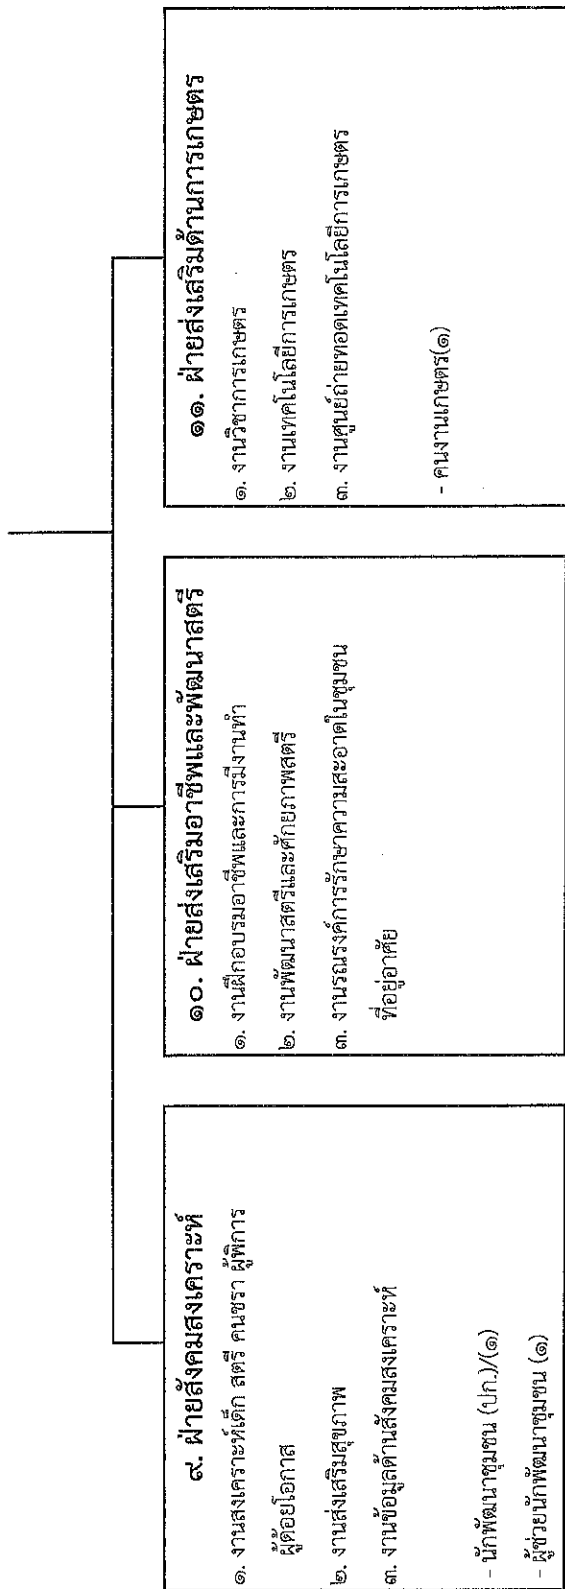 ๙. ฝ่ายสังคมสงเคราะห์
๑. งานสงเคราะห์เด็ก สตรี คนชรา ผู้พิการ
ผู้ด้อยโอกาส
๒. งานส่งเสริมสุขภาพ
๓. งานข้อมูลด้านสังคมสงเคราะห์
- นักพัฒนาชุมชน (ปก.)/(๑)
- ผู้ช่วยนักพัฒนาชุมชน (๑)
๑๐. ฝ่ายส่งเสริมอาชีพและพัฒนาสตรี
๑. งานฝึกอบรมอาชีพและการมีงานทำ
๒. งานพัฒนาสตรีและศักยภาพสตรี
๓. งานรณรงค์การรักษาความสะอาดในชุมชน
ที่อยู่อาศัย
๑๑. ฝ่ายส่งเสริมด้านการเกษตร
๑. งานวิชาการเกษตร
๒. งานเทคโนโลยีการเกษตร
๓. งานศูนย์ถ่ายทอดเทคโนโลยีการเกษตร
- คนงานเกษตร(๑)